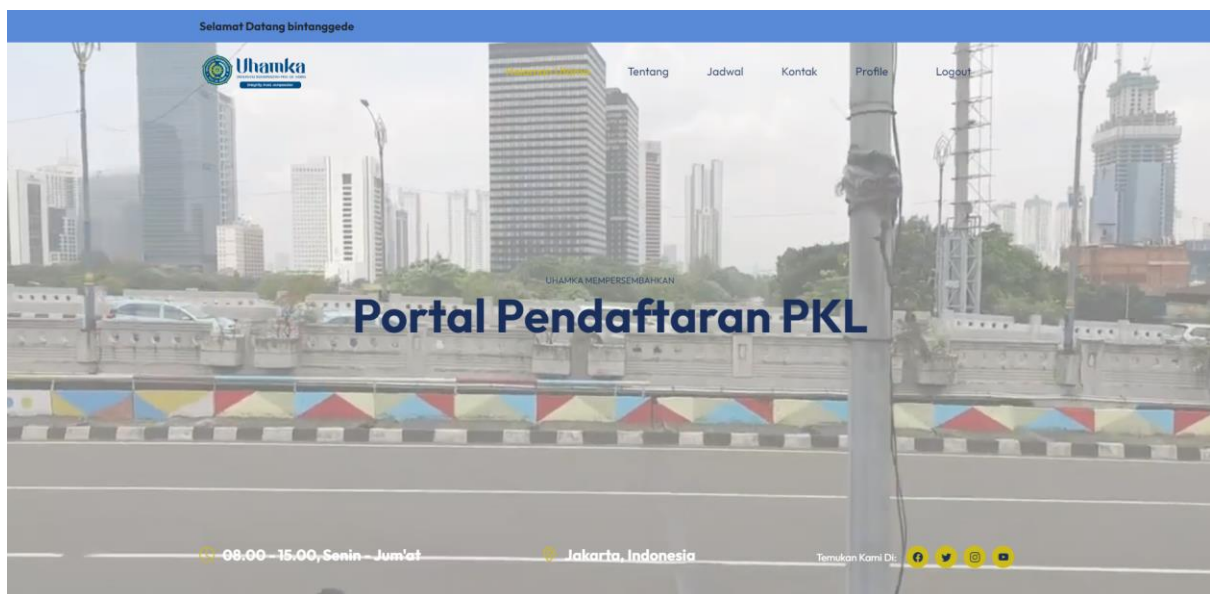 Selamat Datang bintanggede
Uhamka
Tentang
Jadwal
Kontak
Profile
Logout
UHAMKA MEMPERSEMBAHKAN
Portal Pendaftaran PKL
08.00 - 15.00, Senin - Jum'at
Jakarta, Indonesia
Temukan Kami Di: